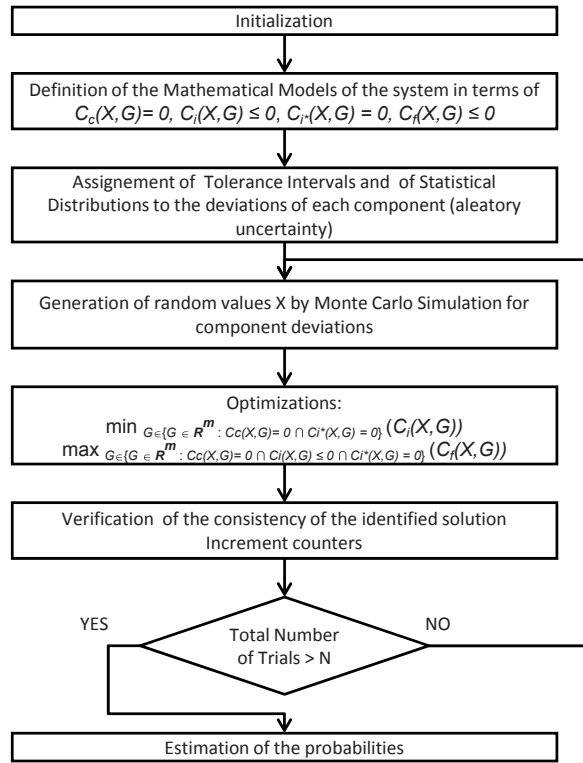 Initialization
Definition of the Mathematical Models of the system in terms of
Cc(X,G)= 0, Ci(X,G) ≤ 0, Ci*(X,G) = 0, Cf(X,G) ≤ 0
Assignement of Tolerance Intervals and of Statistical
Distributions to the deviations of each component (aleatory
uncertainty)
Generation of random values X by Monte Carlo Simulation for
component deviations
Optimizations:
min G∈{G ∈ R^m : Cc(X,G)= 0 ∩ Ci*(X,G) = 0} (Ci(X,G))
max G∈{G ∈ R^m : Cc(X,G)= 0 ∩ Ci(X,G) ≤ 0 ∩ Ci*(X,G) = 0} (Cf(X,G))
Verification of the consistency of the identified solution
Increment counters
YES
NO
Total Number
of Trials > N
Estimation of the probabilities